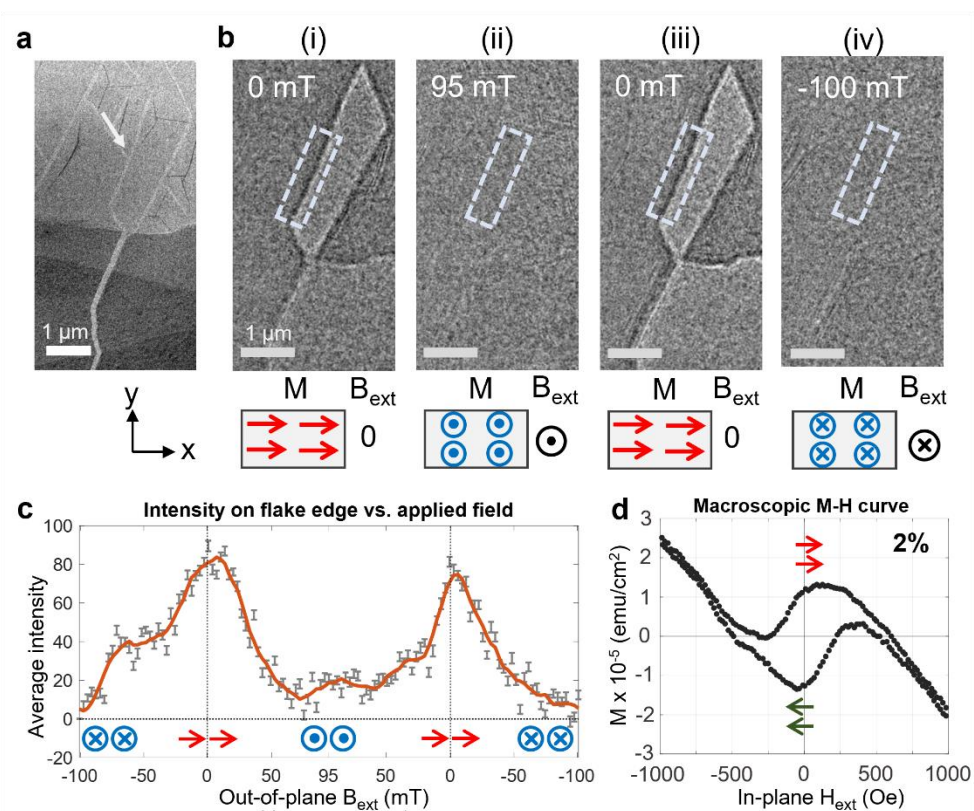 a
b
(i) (ii) (iii) (iv)
0 mT 95 mT 0 mT -100 mT
1 µm 1 µm
y
x
M Bext M Bext M Bext M Bext
0 0
c
Intensity on flake edge vs. applied field
100
80
60
40
20
0
-20
Average intensity
-100 -50 0 50 95 50 0 -50 -100
Out-of-plane Bext (mT)
d
Macroscopic M-H curve
2%
3
2
1
0
-1
-2
-3
M x 10-5 (emu/cm2)
-1000 -500 0 500 1000
In-plane Hext (Oe)